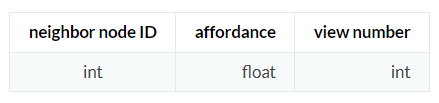 neighbor node ID affordance view number
int float int